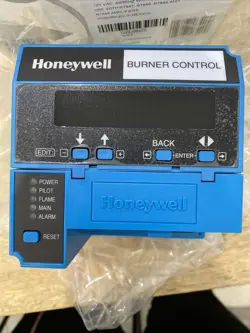 Honeywell
BURNER CONTROL
BACK
EDIT
ENTER
Honeywell
POWER
PILOT
FLAME
MAIN
ALARM
RESET